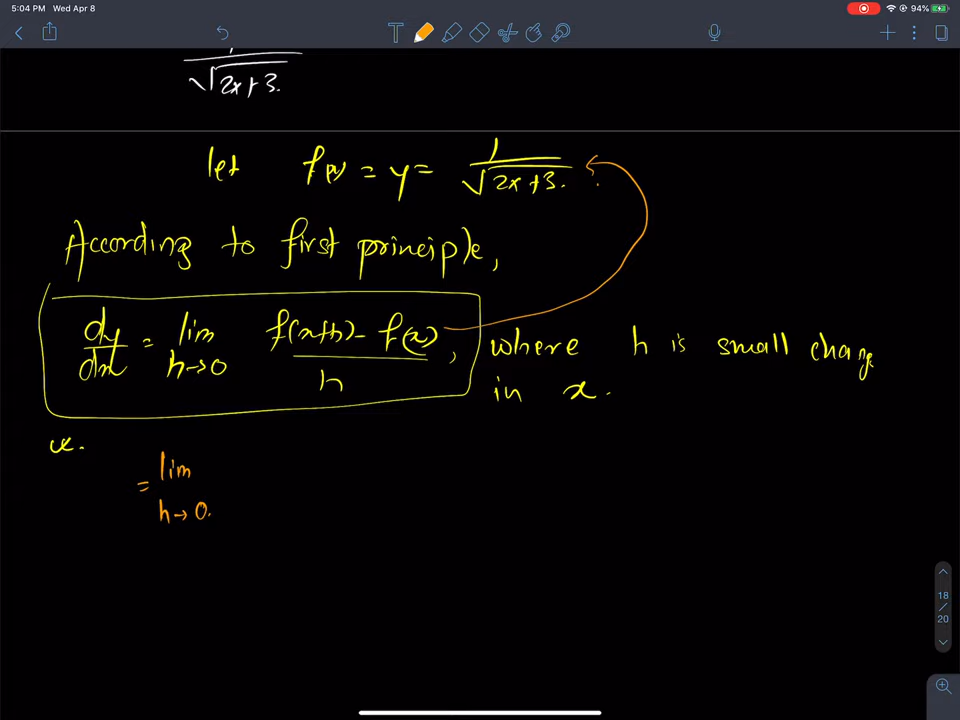 5:04 PM Wed Apr 8 94%
T
1/√(2x+3.
let f(x) = y = 1/√(2x+3.
According to first principle,
dy/dx = lim h→0 (f(x+h) - f(x))/h, where h is small change
in x.
= lim
h→0.
18
/
20